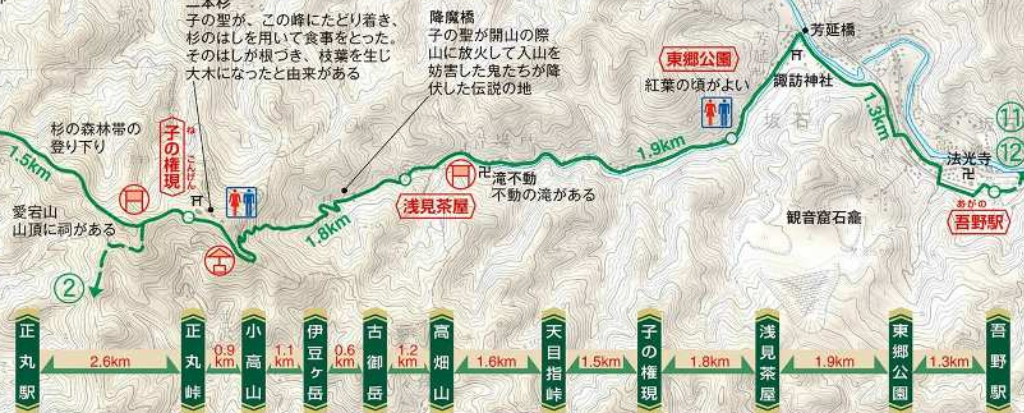 二本杉
子の聖が、この峰にたどり着き、
杉のはしを用いて食事をとった。
そのはしが根づき、枝葉を生じ
大木になったと由来がある
降魔橋
子の聖が開山の際
山に放火して入山を
妨害した鬼たちが降
伏した伝説の地
芳延橋
東郷公園
紅葉の頃がよい
諏訪神社
芳延
坂石
1.3km
11
12
法光寺
卍
あがの
吾野駅
杉の森林帯の
登り下り
1.5km
子の権現
ね
ごんげん
愛宕山
山頂に祠がある
2
1.8km
浅見茶屋
卍滝不動
不動の滝がある
1.9km
観音窟石龕
正丸駅
2.6km
正丸峠
0.9km
小高山
1.1km
伊豆ヶ岳
0.6km
古御岳
1.2km
高畑山
1.6km
天目指峠
1.5km
子の権現
1.8km
浅見茶屋
1.9km
東郷公園
1.3km
吾野駅